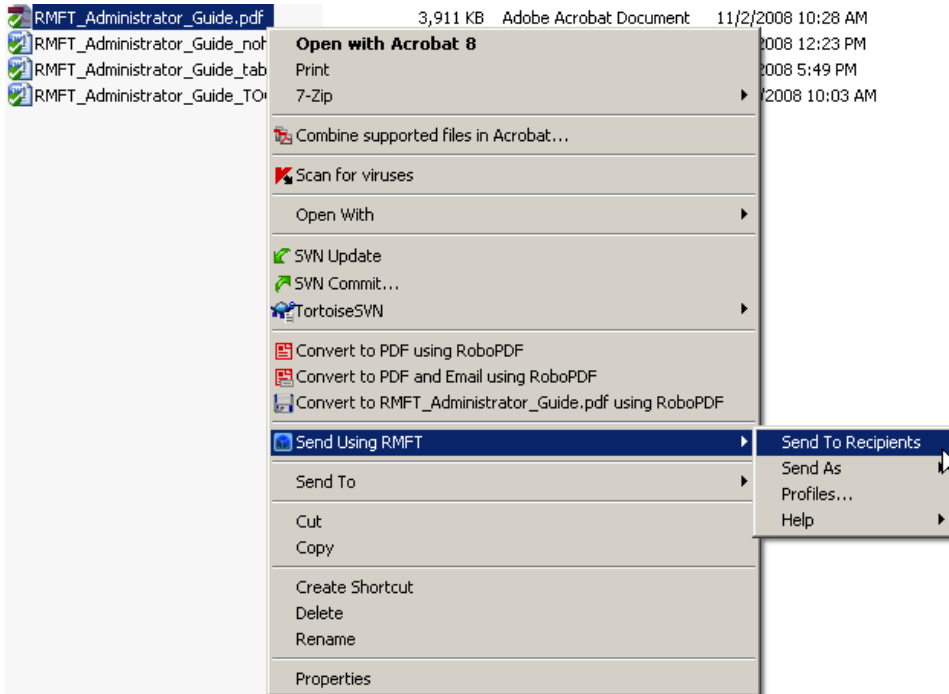 RMFT_Administrator_Guide.pdf 3,911 KB Adobe Acrobat Document 11/2/2008 10:28 AM
RMFT_Administrator_Guide_noh 2008 12:23 PM
RMFT_Administrator_Guide_tab 2008 5:49 PM
RMFT_Administrator_Guide_TO /2008 10:03 AM
Open with Acrobat 8
Print
7-Zip
Combine supported files in Acrobat...
Scan for viruses
Open With
SVN Update
SVN Commit...
TortoiseSVN
Convert to PDF using RoboPDF
Convert to PDF and Email using RoboPDF
Convert to RMFT_Administrator_Guide.pdf using RoboPDF
Send Using RMFT
Send To
Cut
Copy
Create Shortcut
Delete
Rename
Properties
Send To Recipients
Send As
Profiles...
Help